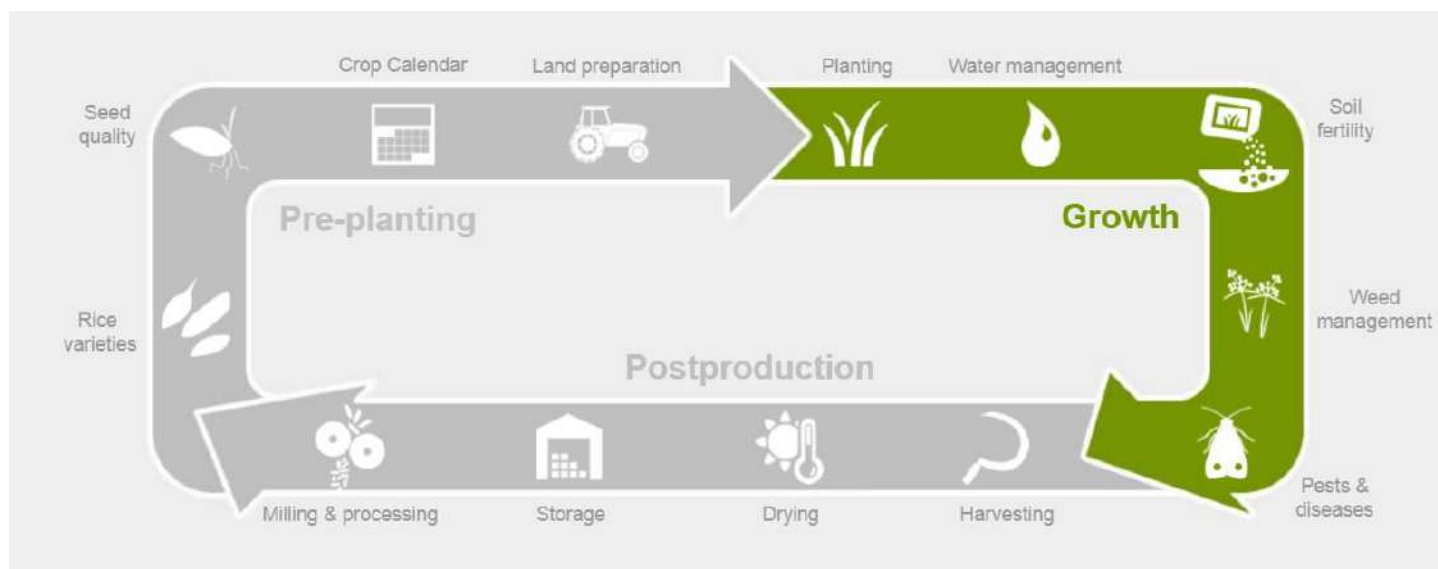 Crop Calendar
Land preparation
Planting
Water management
Seed
quality
Soil
fertility
Pre-planting
Growth
Rice
varieties
Weed
management
Postproduction
Milling & processing
Storage
Drying
Harvesting
Pests &
diseases